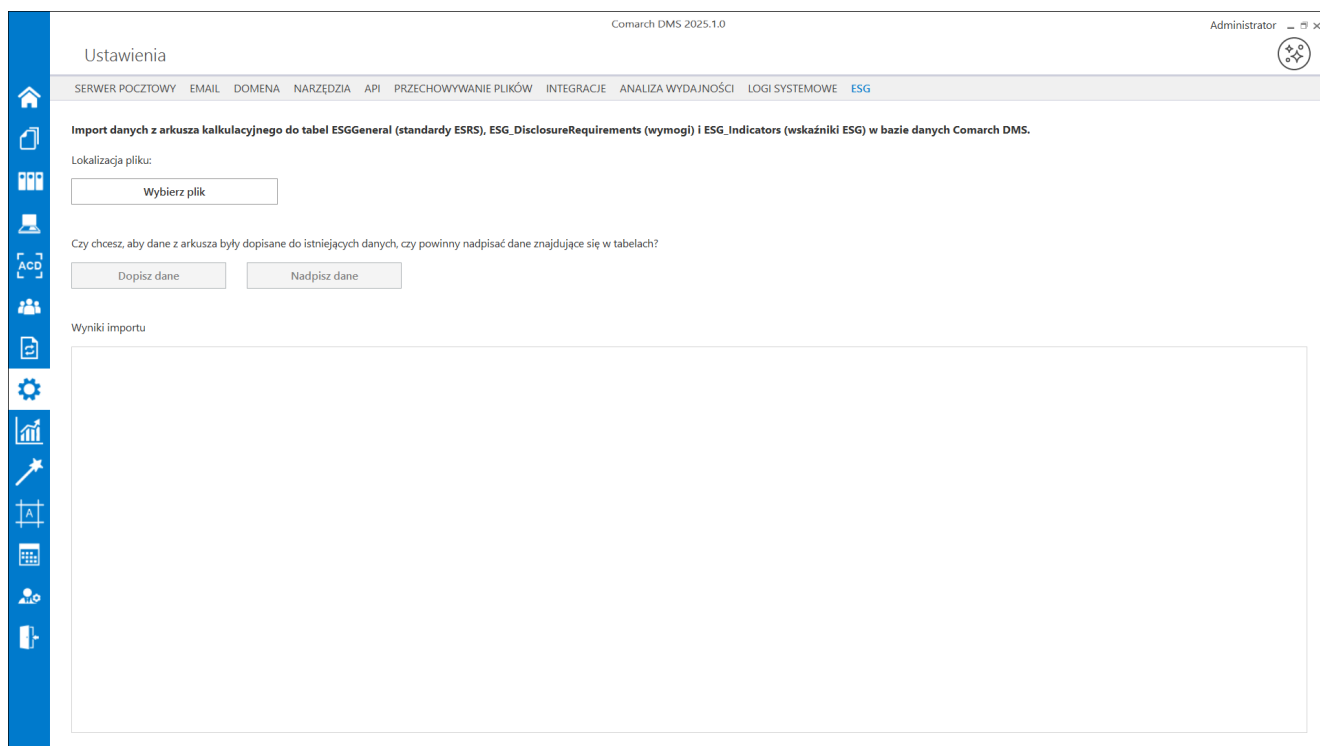 Comarch DMS 2025.1.0
Administrator
Ustawienia
SERWER POCZTOWY EMAIL DOMENA NARZĘDZIA API PRZECHOWYWANIE PLIKÓW INTEGRACJE ANALIZA WYDAJNOŚCI LOGI SYSTEMOWE ESG
Import danych z arkusza kalkulacyjnego do tabel ESGGeneral (standardy ESRS), ESG_DisclosureRequirements (wymogi) i ESG_Indicators (wskaźniki ESG) w bazie danych Comarch DMS.
Lokalizacja pliku:
Wybierz plik
Czy chcesz, aby dane z arkusza były dopisane do istniejących danych, czy powinny nadpisać dane znajdujące się w tabelach?
ACD
Dopisz dane Nadpisz dane
Wyniki importu
A